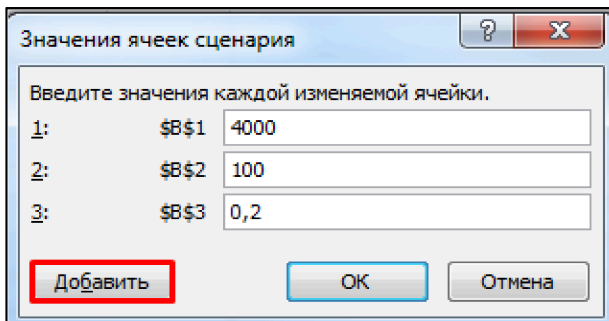 Значения ячеек сценария
?
Введите значения каждой изменяемой ячейки.
1: $B$1 4000
2: $B$2 100
3: $B$3 0,2
Добавить ОК Отмена